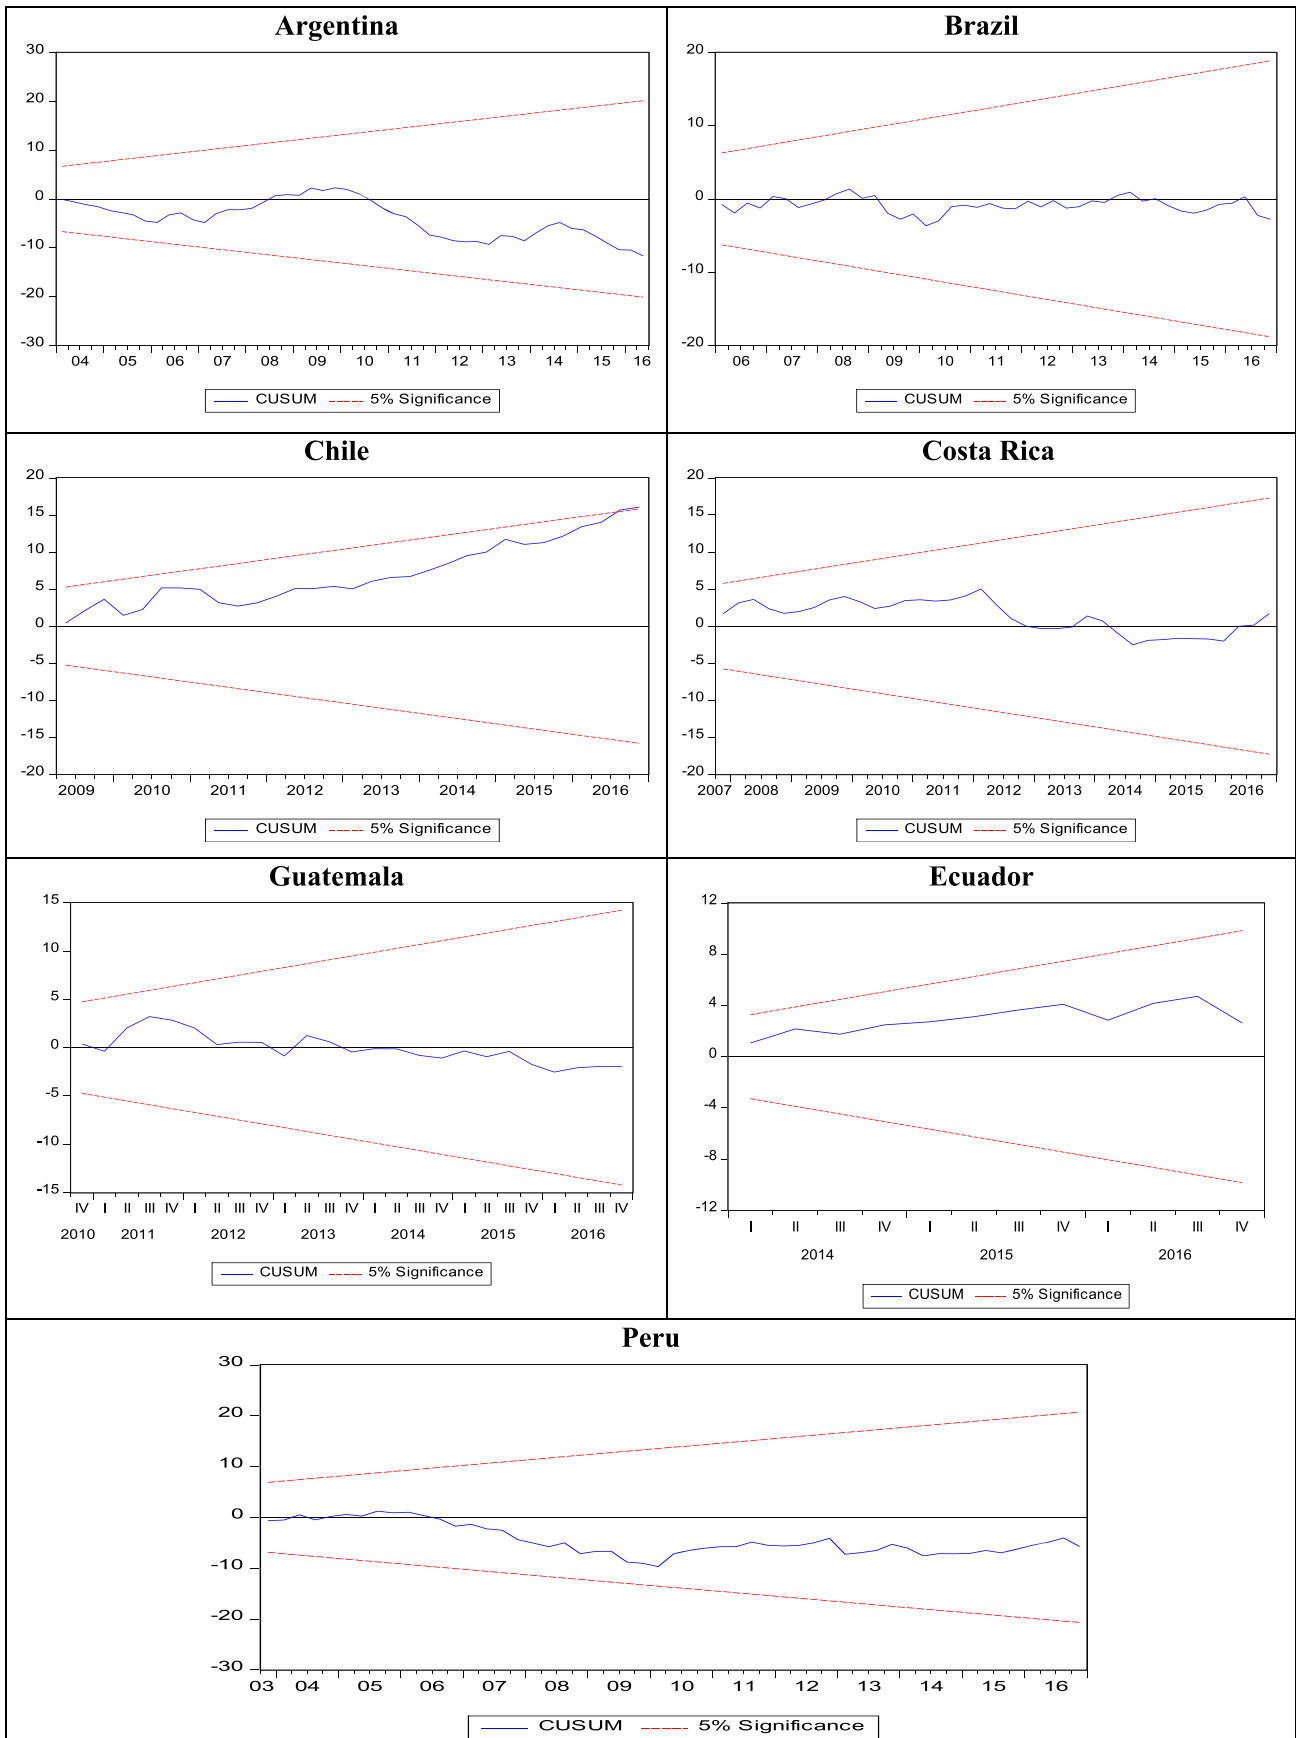 Argentina
30
20
10
0
-10
-20
-30
04 05 06 07 08 09 10 11 12 13 14 15 16
CUSUM 5% Significance
Brazil
20
10
0
-10
-20
06 07 08 09 10 11 12 13 14 15 16
CUSUM 5% Significance
Chile
20
15
10
5
0
-5
-10
-15
-20
2009 2010 2011 2012 2013 2014 2015 2016
CUSUM 5% Significance
Costa Rica
20
15
10
5
0
-5
-10
-15
-20
2007 2008 2009 2010 2011 2012 2013 2014 2015 2016
CUSUM 5% Significance
Guatemala
15
10
5
0
-5
-10
-15
IV I II III IV I II III IV I II III IV I II III IV I II III IV I II III IV
2010 2011 2012 2013 2014 2015 2016
CUSUM 5% Significance
Ecuador
12
8
4
0
-4
-8
-12
I II III IV I II III IV I II III IV
2014 2015 2016
CUSUM 5% Significance
Peru
30
20
10
0
-10
-20
-30
03 04 05 06 07 08 09 10 11 12 13 14 15 16
CUSUM 5% Significance